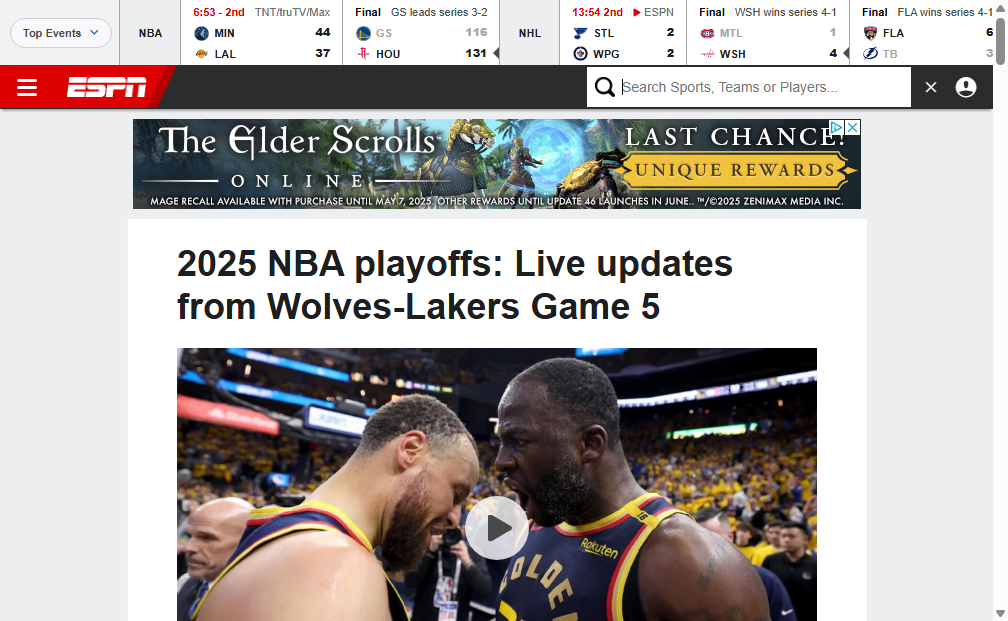 Top Events
NBA
6:53 - 2nd TNT/truTV/Max
MIN 44
LAL 37
Final GS leads series 3-2
GS 116
HOU 131
NHL
13:54 2nd ESPN
STL 2
WPG 2
Final WSH wins series 4-1
MTL 1
WSH 4
Final FLA wins series 4-1
FLA 6
TB 3
ESPN
Search Sports, Teams or Players...
The Elder Scrolls
ONLINE
LAST CHANCE!
UNIQUE REWARDS
MAGE RECALL AVAILABLE WITH PURCHASE UNTIL MAY 7, 2025. OTHER REWARDS UNTIL UPDATE 46 LAUNCHES IN JUNE.. ™/©2025 ZENIMAX MEDIA INC.
2025 NBA playoffs: Live updates
from Wolves-Lakers Game 5
State Farm
Rakuten
GOLDEN